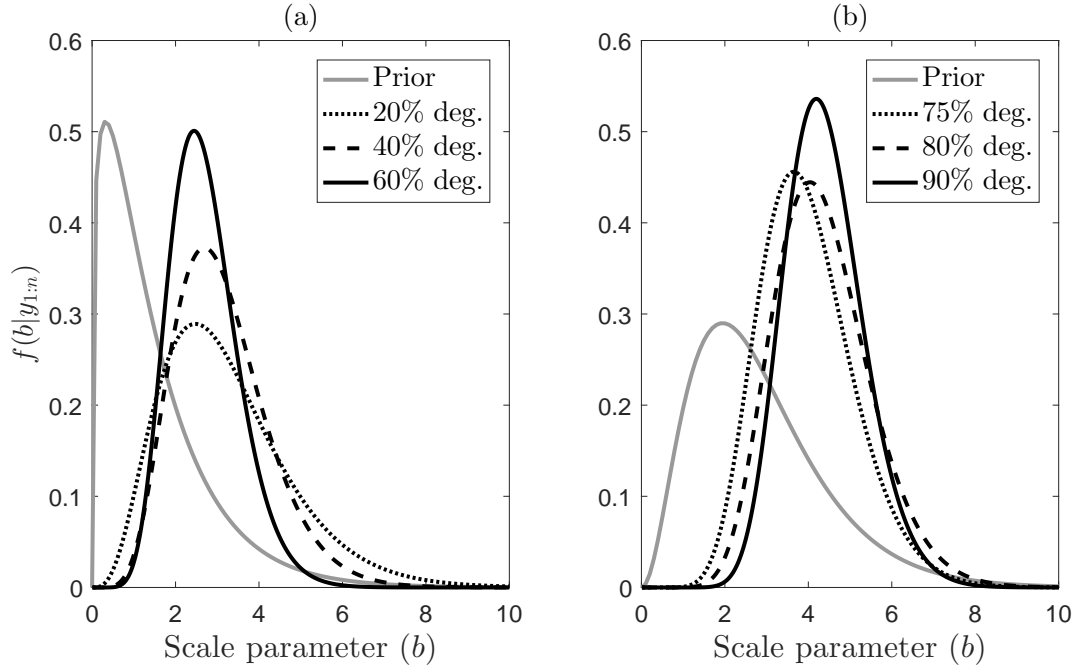 (a)
0.6
0.5
0.4
0.3
0.2
0.1
0
0 2 4 6 8 10
f(b|y_{1:n})
Scale parameter (b)
Prior
20% deg.
40% deg.
60% deg.
(b)
0.6
0.5
0.4
0.3
0.2
0.1
0
0 2 4 6 8 10
Scale parameter (b)
Prior
75% deg.
80% deg.
90% deg.